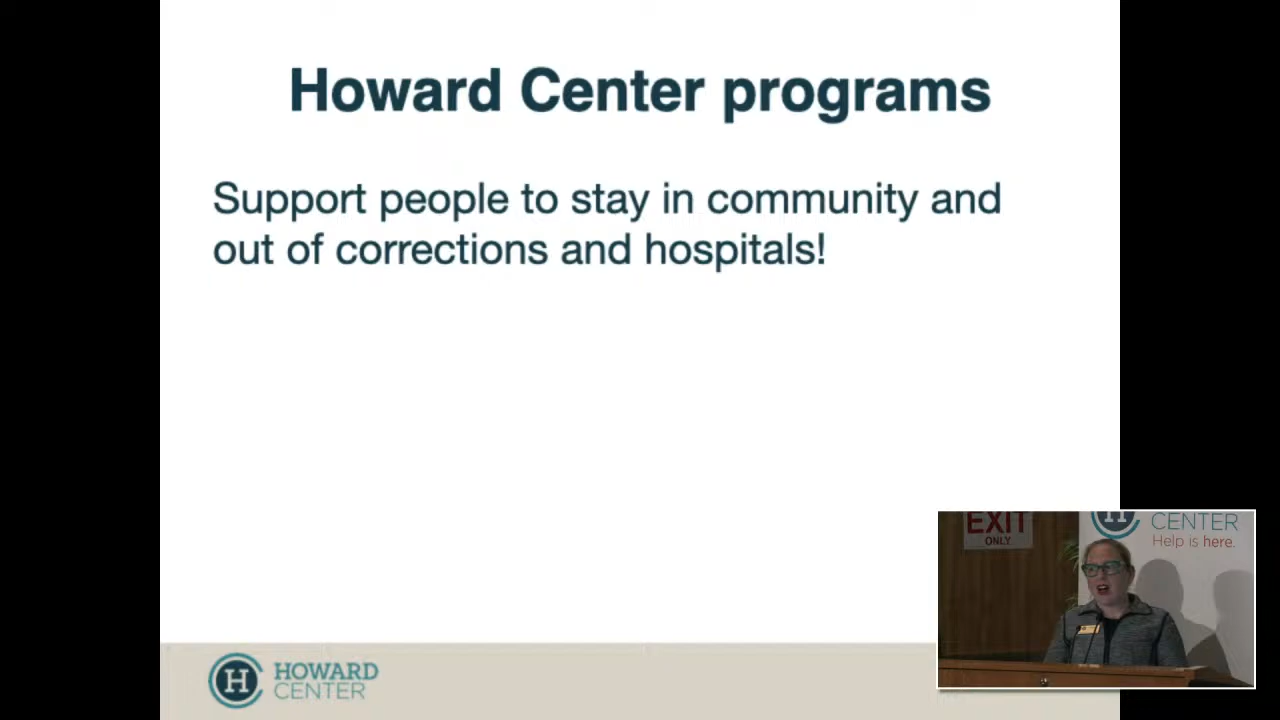 Howard Center programs
Support people to stay in community and
out of corrections and hospitals!
EXIT
ONLY
H
CENTER
Help is here.
H
HOWARD
CENTER